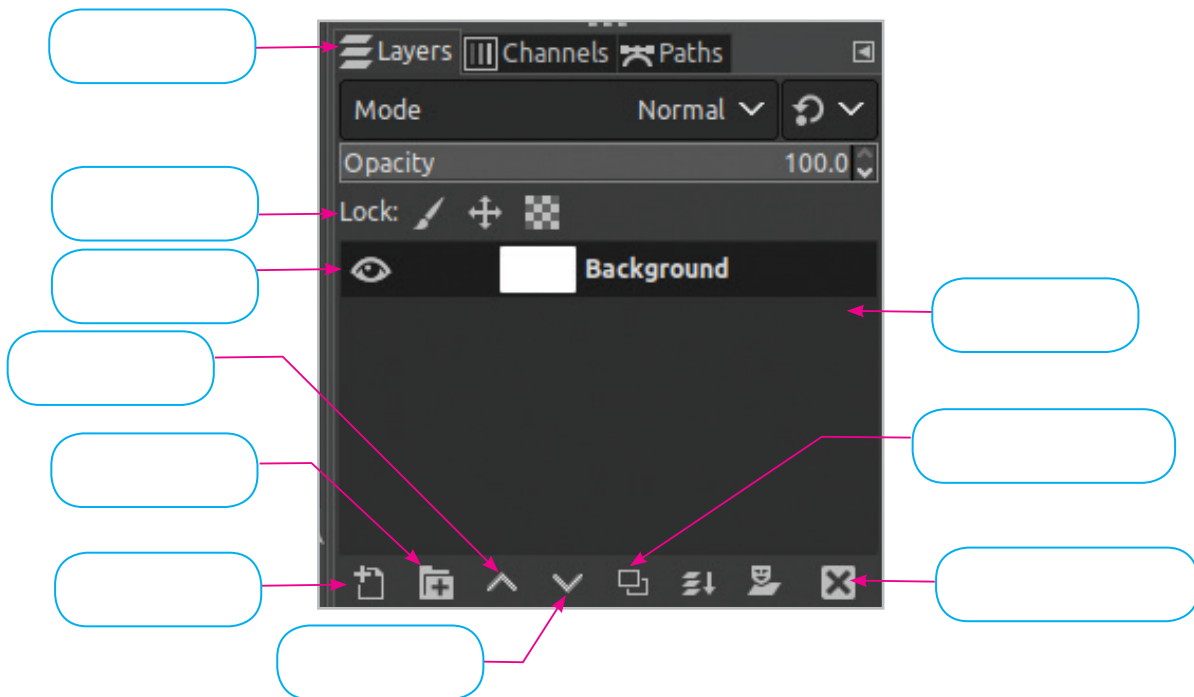 Layers Channels Paths
Mode Normal
Opacity 100.0
Lock:
Background